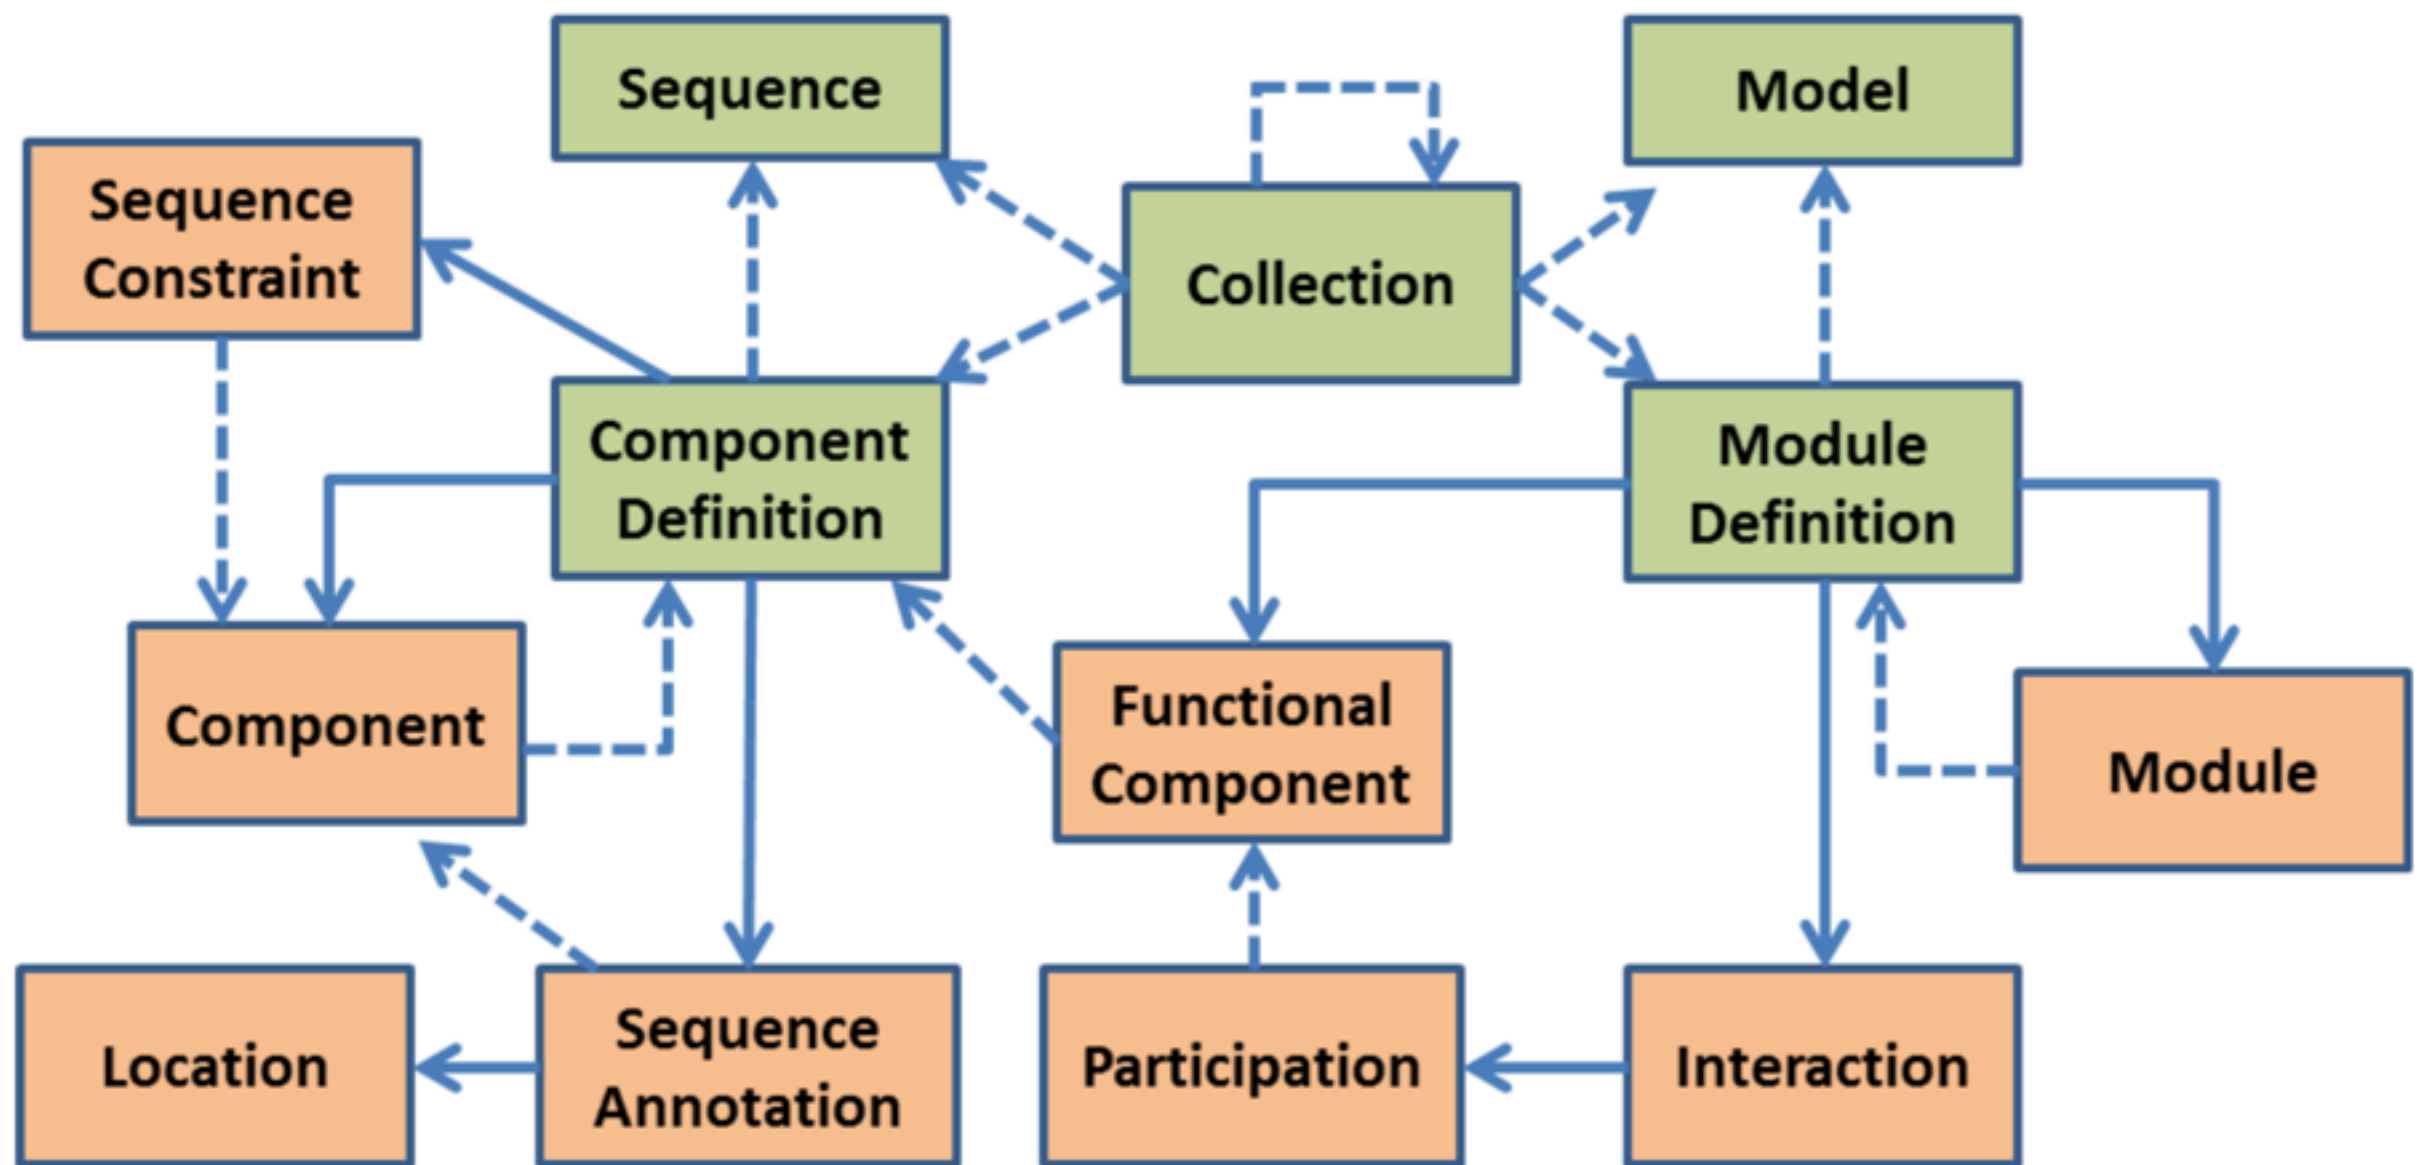 Sequence
Model
Sequence
Constraint
Collection
Component
Definition
Module
Definition
Component
Functional
Component
Module
Location
Sequence
Annotation
Participation
Interaction